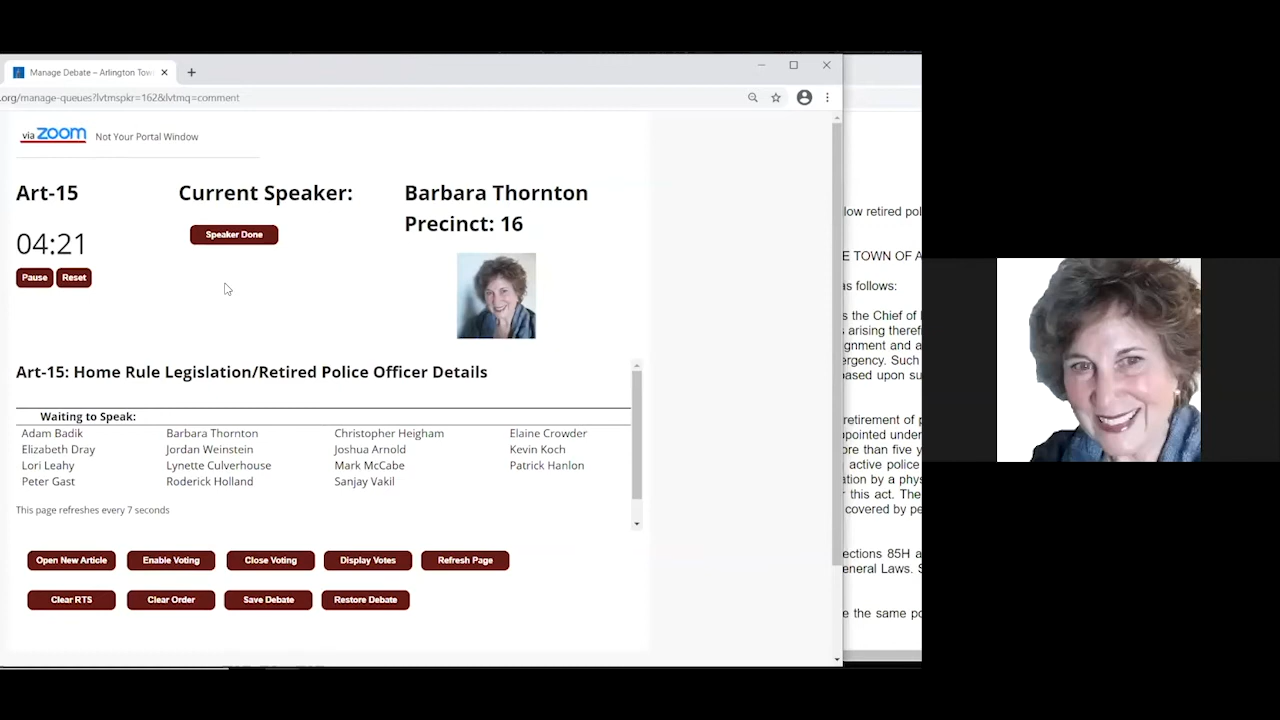 Manage Debate – Arlington Tow
.org/manage-queues?lvtmspkr=162&lvtmq=comment
via zoom Not Your Portal Window
Art-15 Current Speaker: Barbara Thornton
Precinct: 16
04:21 Speaker Done
Pause Reset
Art-15: Home Rule Legislation/Retired Police Officer Details
Waiting to Speak:
Adam Badik Barbara Thornton Christopher Heigham Elaine Crowder
Elizabeth Dray Jordan Weinstein Joshua Arnold Kevin Koch
Lori Leahy Lynette Culverhouse Mark McCabe Patrick Hanlon
Peter Gast Roderick Holland Sanjay Vakil
This page refreshes every 7 seconds
Open New Article Enable Voting Close Voting Display Votes Refresh Page
Clear RTS Clear Order Save Debate Restore Debate
low retired pol
E TOWN OF A
as follows:
s the Chief of
s arising theref
ignment and a
ergency. Such
based upon su
retirement of p
ppointed under
ore than five y
active police
ation by a phys
r this act. The
covered by pe
ections 85H a
eneral Laws. S
e the same po